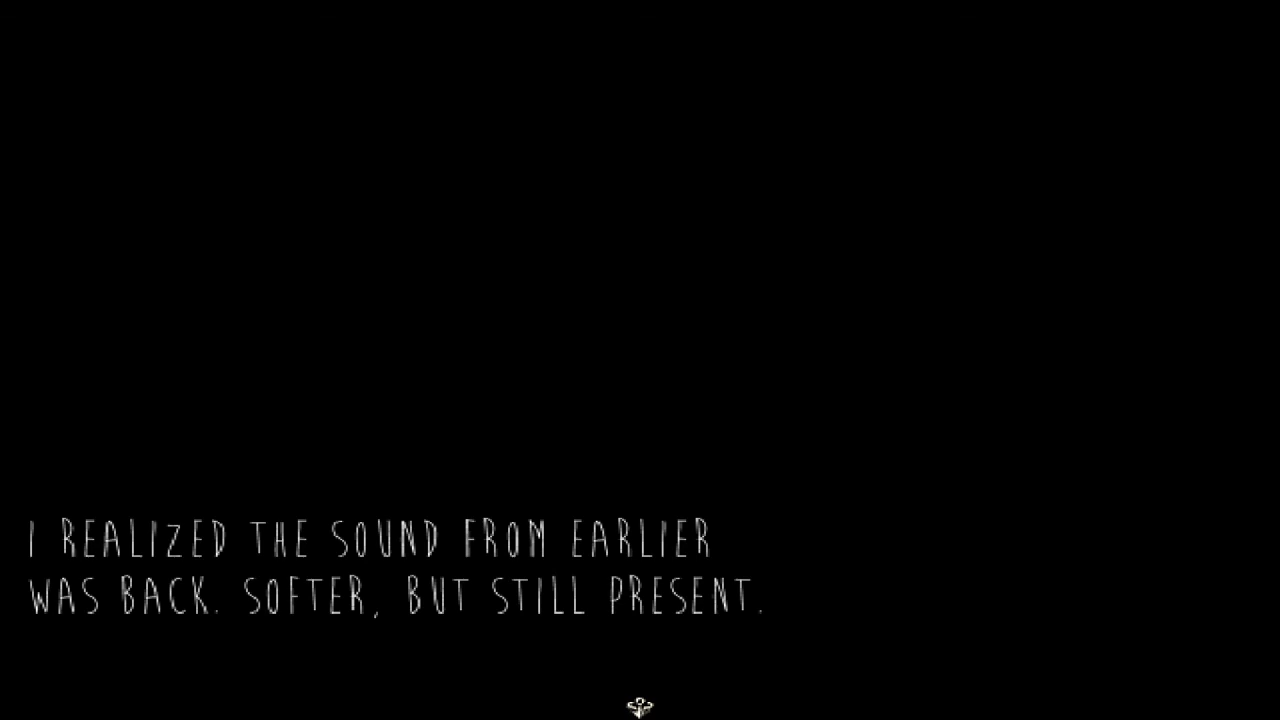 I REALIZED THE SOUND FROM EARLIER
WAS BACK. SOFTER, BUT STILL PRESENT.